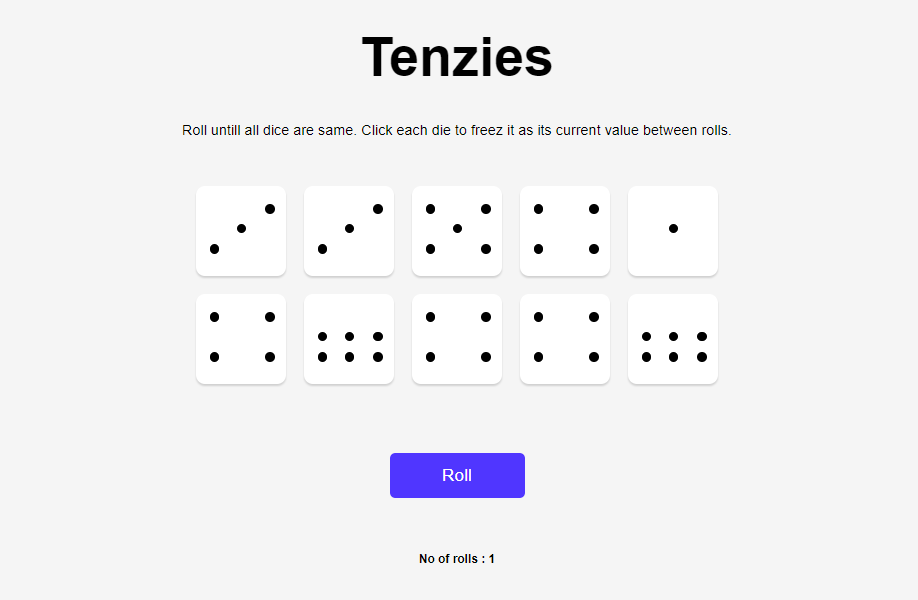 Tenzies
Roll untill all dice are same. Click each die to freez it as its current value between rolls.
Roll
No of rolls : 1